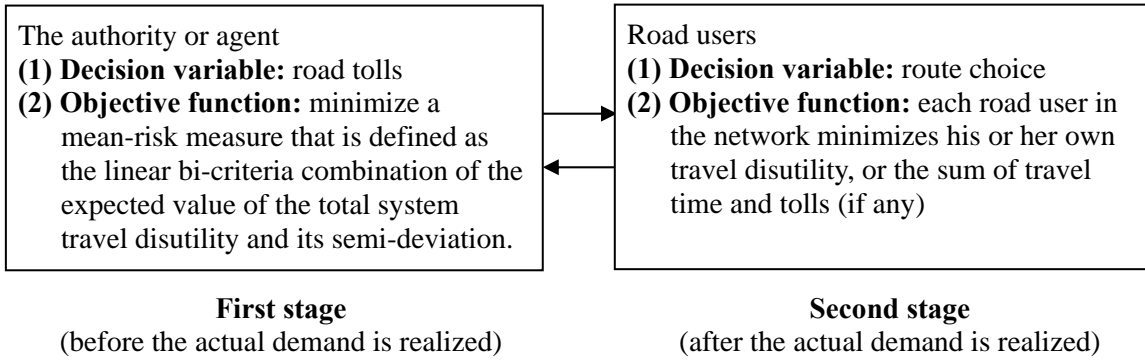 The authority or agent
(1) Decision variable: road tolls
(2) Objective function: minimize a
mean-risk measure that is defined as
the linear bi-criteria combination of the
expected value of the total system
travel disutility and its semi-deviation.
Road users
(1) Decision variable: route choice
(2) Objective function: each road user in
the network minimizes his or her own
travel disutility, or the sum of travel
time and tolls (if any)
First stage
(before the actual demand is realized)
Second stage
(after the actual demand is realized)